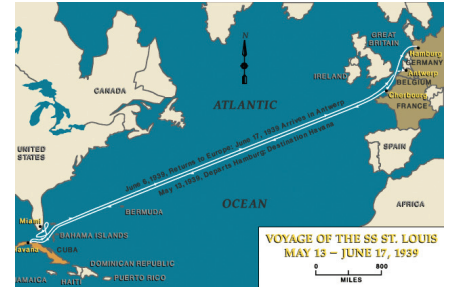 GREAT
BRITAIN
Hamburg
GERMANY
Antwerp
BELGIUM
IRELAND
N
Cherbourg
CANADA
ATLANTIC
FRANCE
June 6, 1939, Returns to Europe; June 17, 1939 Arrives in Antwerp
May 13, 1939, Departs Hamburg; Destination Havana
UNITED
STATES
SPAIN
OCEAN
AFRICA
BERMUDA
Miami
BAHAMA ISLANDS
Havana
CUBA
VOYAGE OF THE SS ST. LOUIS
MAY 13 – JUNE 17, 1939
DOMINICAN REPUBLIC
0 800
MILES
JAMAICA
HAITI
PUERTO RICO